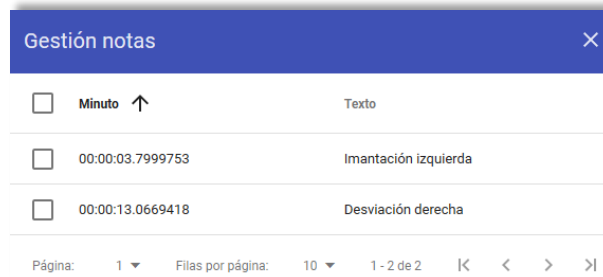 Gestión notas
Minuto Texto
00:00:03.7999753 Imantación izquierda
00:00:13.0669418 Desviación derecha
Página: 1 Filas por página: 10 1 - 2 de 2